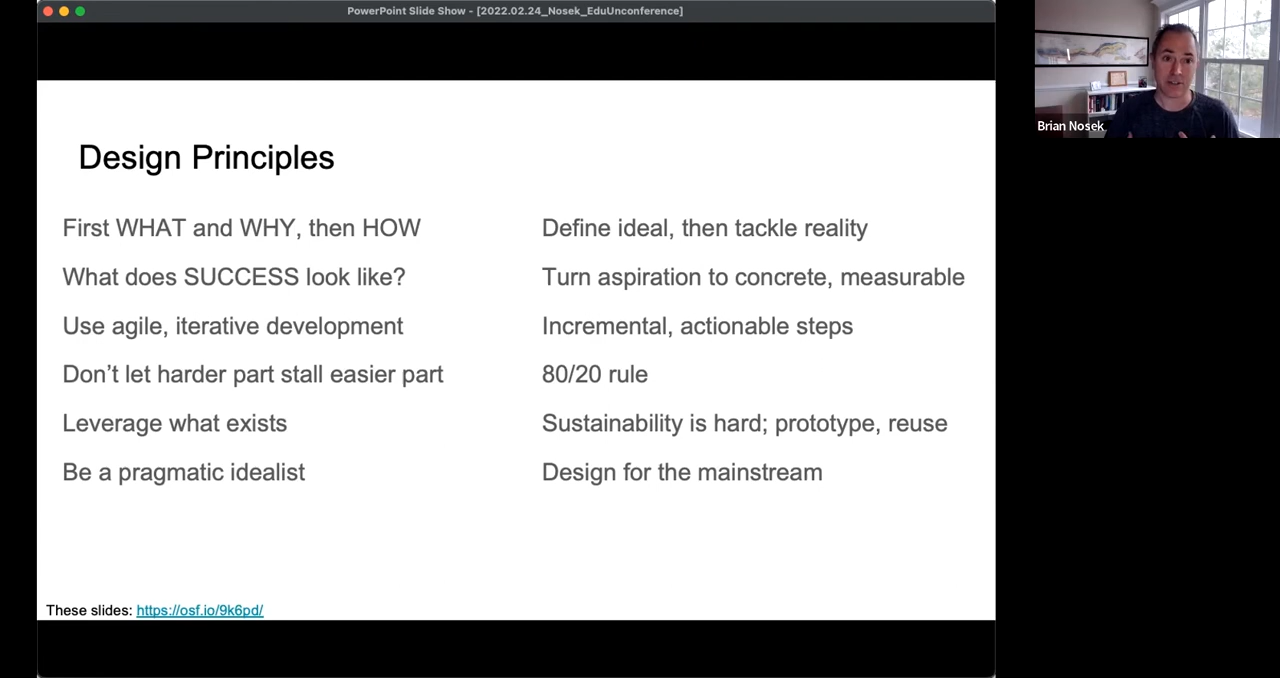 PowerPoint Slide Show - [2022.02.24_Nosek_EduUnconference]
Brian Nosek
Design Principles
First WHAT and WHY, then HOW
Define ideal, then tackle reality
What does SUCCESS look like?
Turn aspiration to concrete, measurable
Use agile, iterative development
Incremental, actionable steps
Don't let harder part stall easier part
80/20 rule
Leverage what exists
Sustainability is hard; prototype, reuse
Be a pragmatic idealist
Design for the mainstream
These slides: https://osf.io/9k6pd/